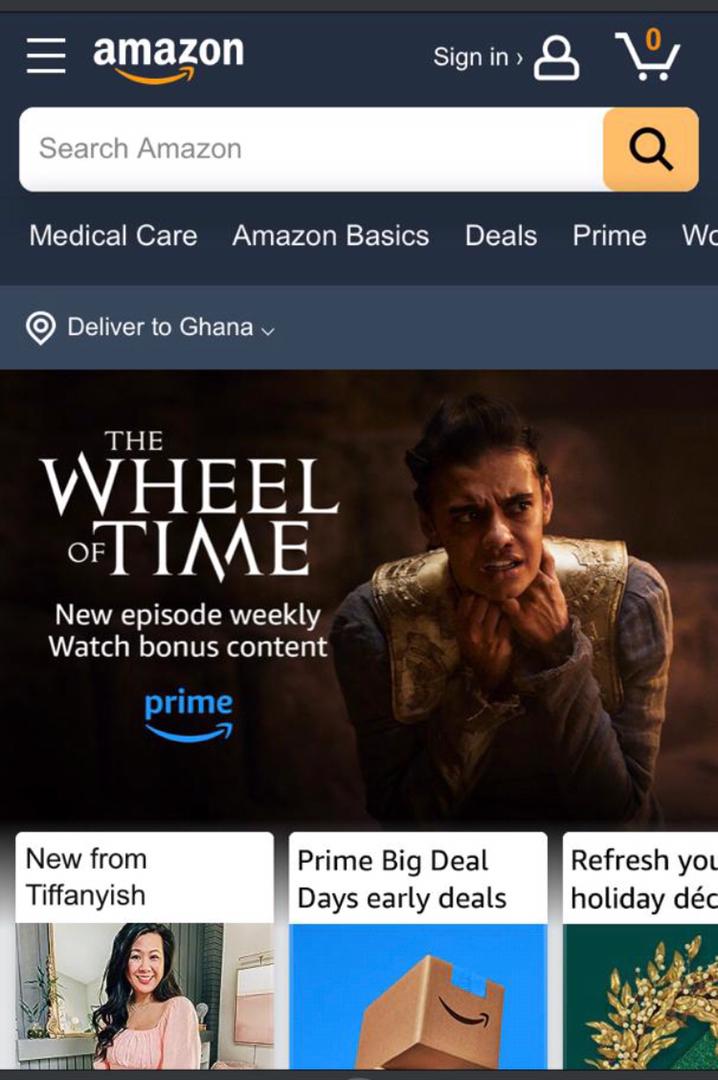 amazon
Sign in ›
0
Search Amazon
Medical Care Amazon Basics Deals Prime Wo
Deliver to Ghana
THE
WHEEL
OF TIME
New episode weekly
Watch bonus content
prime
New from
Tiffanyish
Prime Big Deal
Days early deals
Refresh you
holiday déc